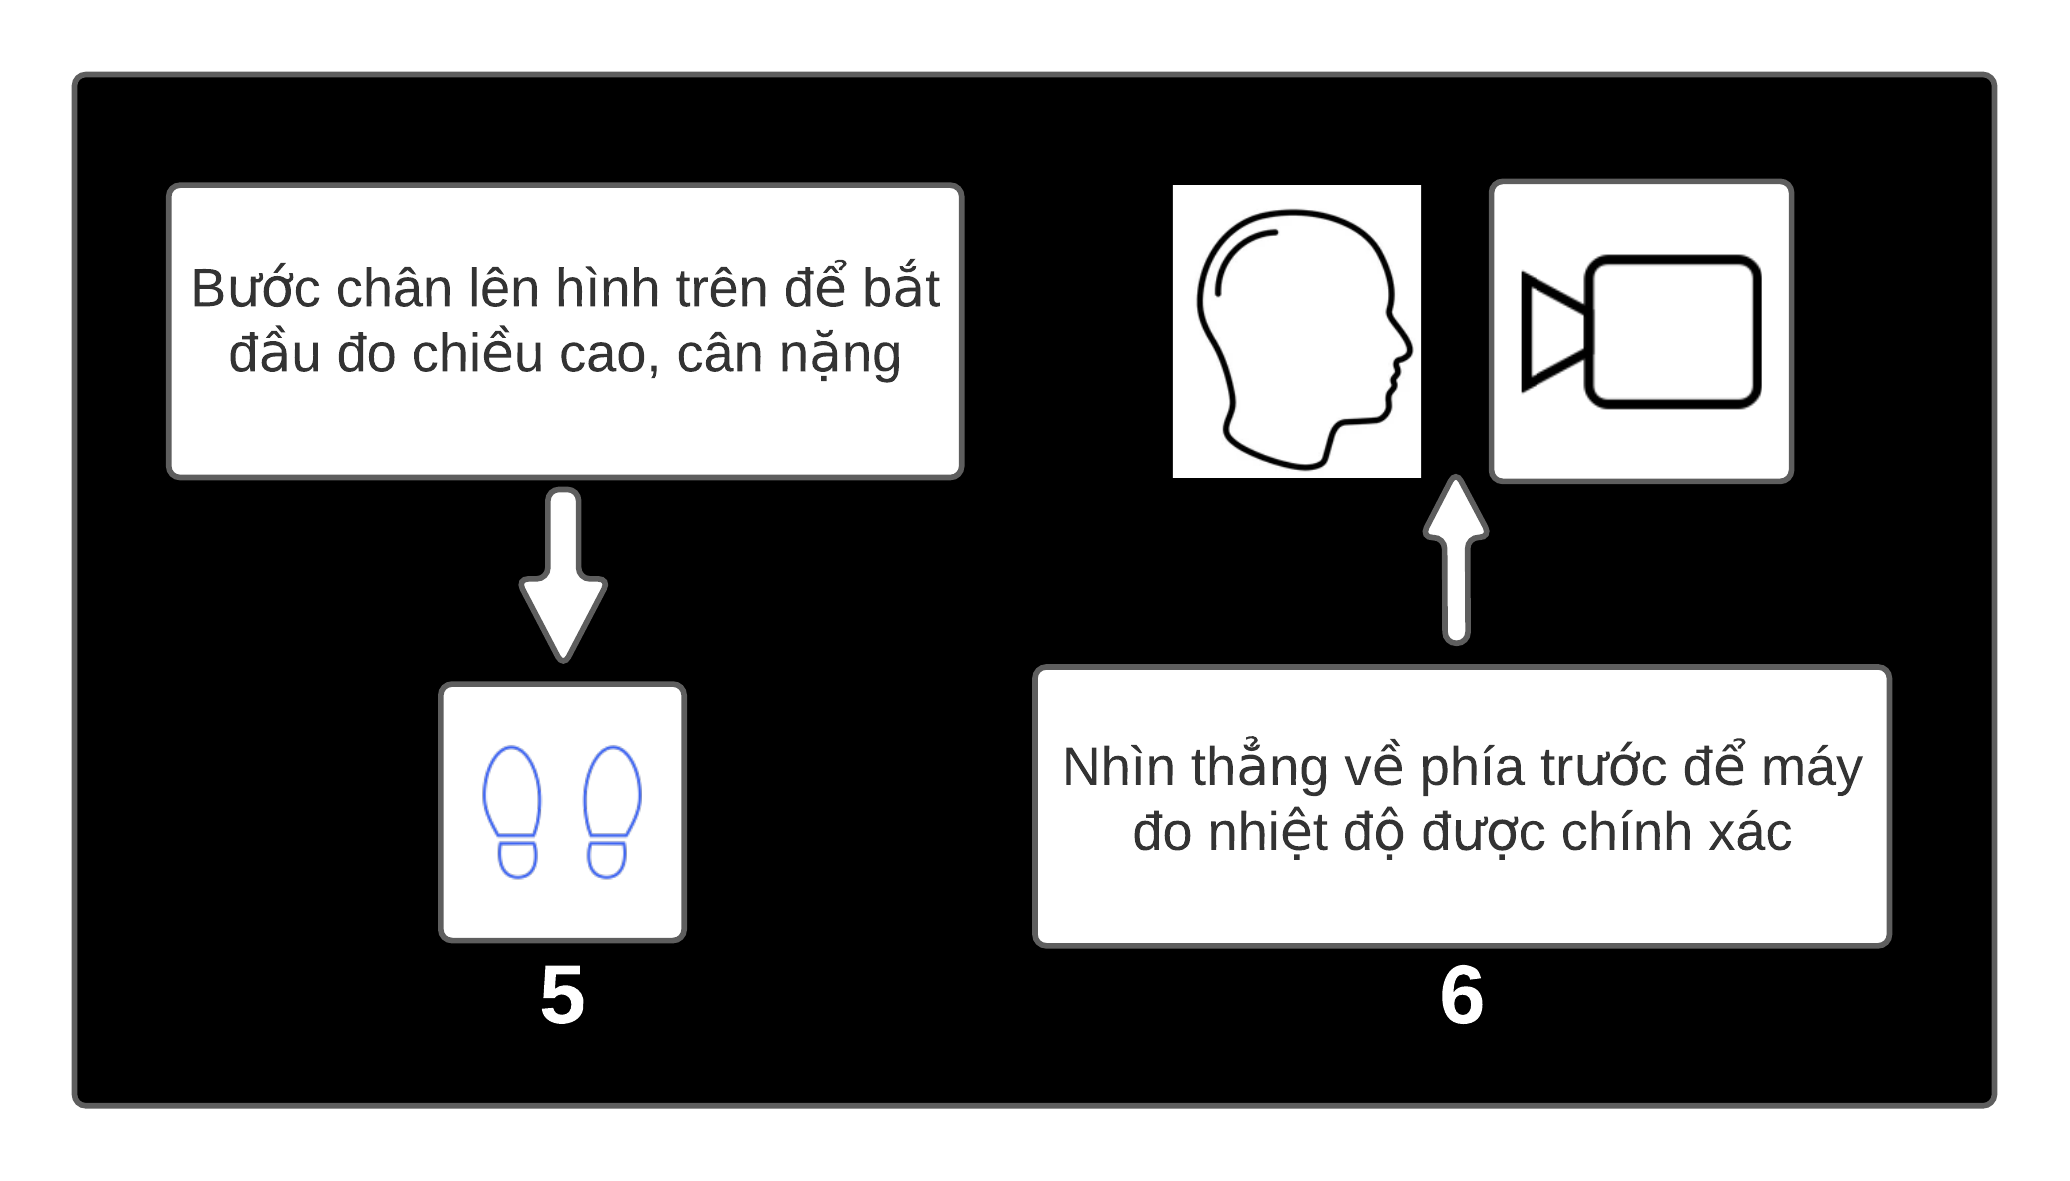 Bước chân lên hình trên để bắt
đầu đo chiều cao, cân nặng
5
Nhìn thẳng về phía trước để máy
đo nhiệt độ được chính xác
6